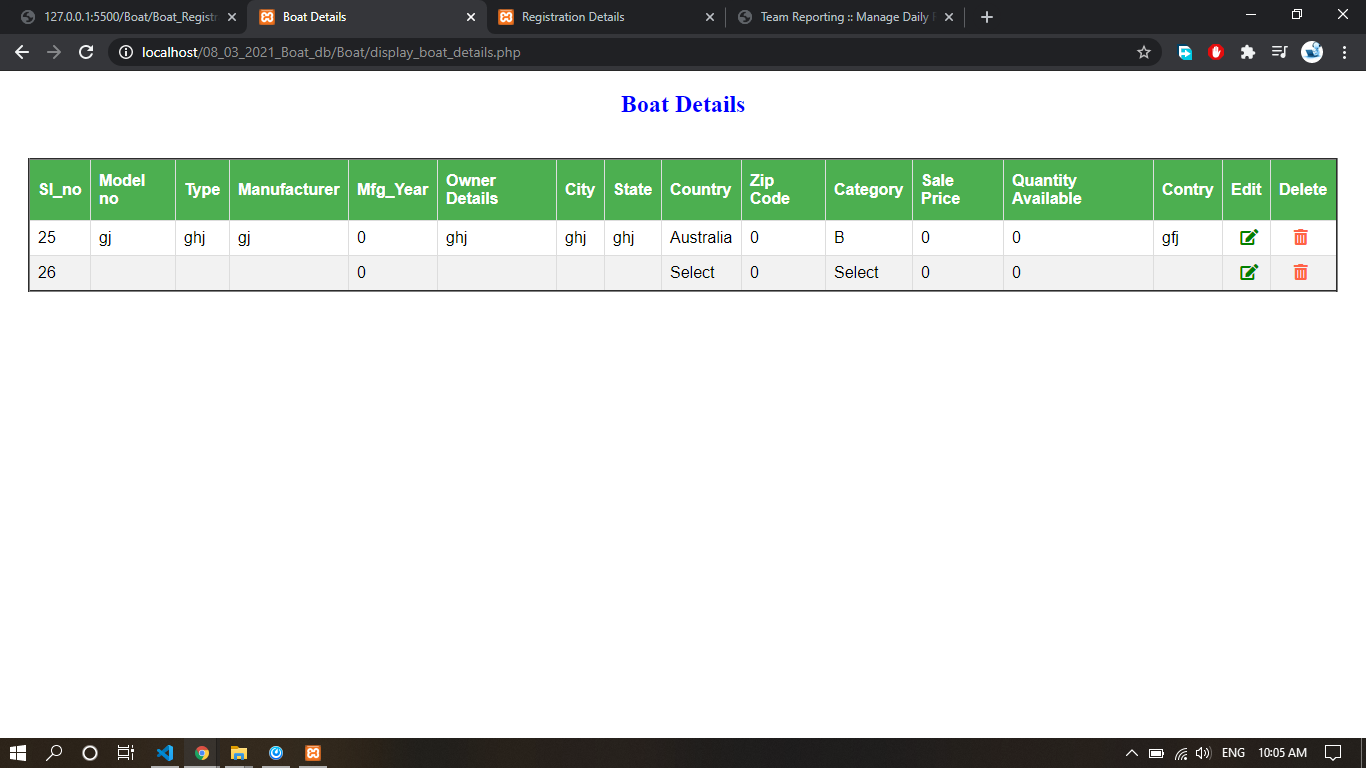 127.0.0.1:5500/Boat/Boat_Registr
Boat Details
Registration Details
Team Reporting :: Manage Daily
localhost/08_03_2021_Boat_db/Boat/display_boat_details.php
Boat Details
Sl_no Model no Type Manufacturer Mfg_Year Owner Details City State Country Zip Code Category Sale Price Quantity Available Contry Edit Delete
25 gj ghj gj 0 ghj ghj ghj Australia 0 B 0 0 gfj
26 0 Select 0 Select 0 0
ENG 10:05 AM